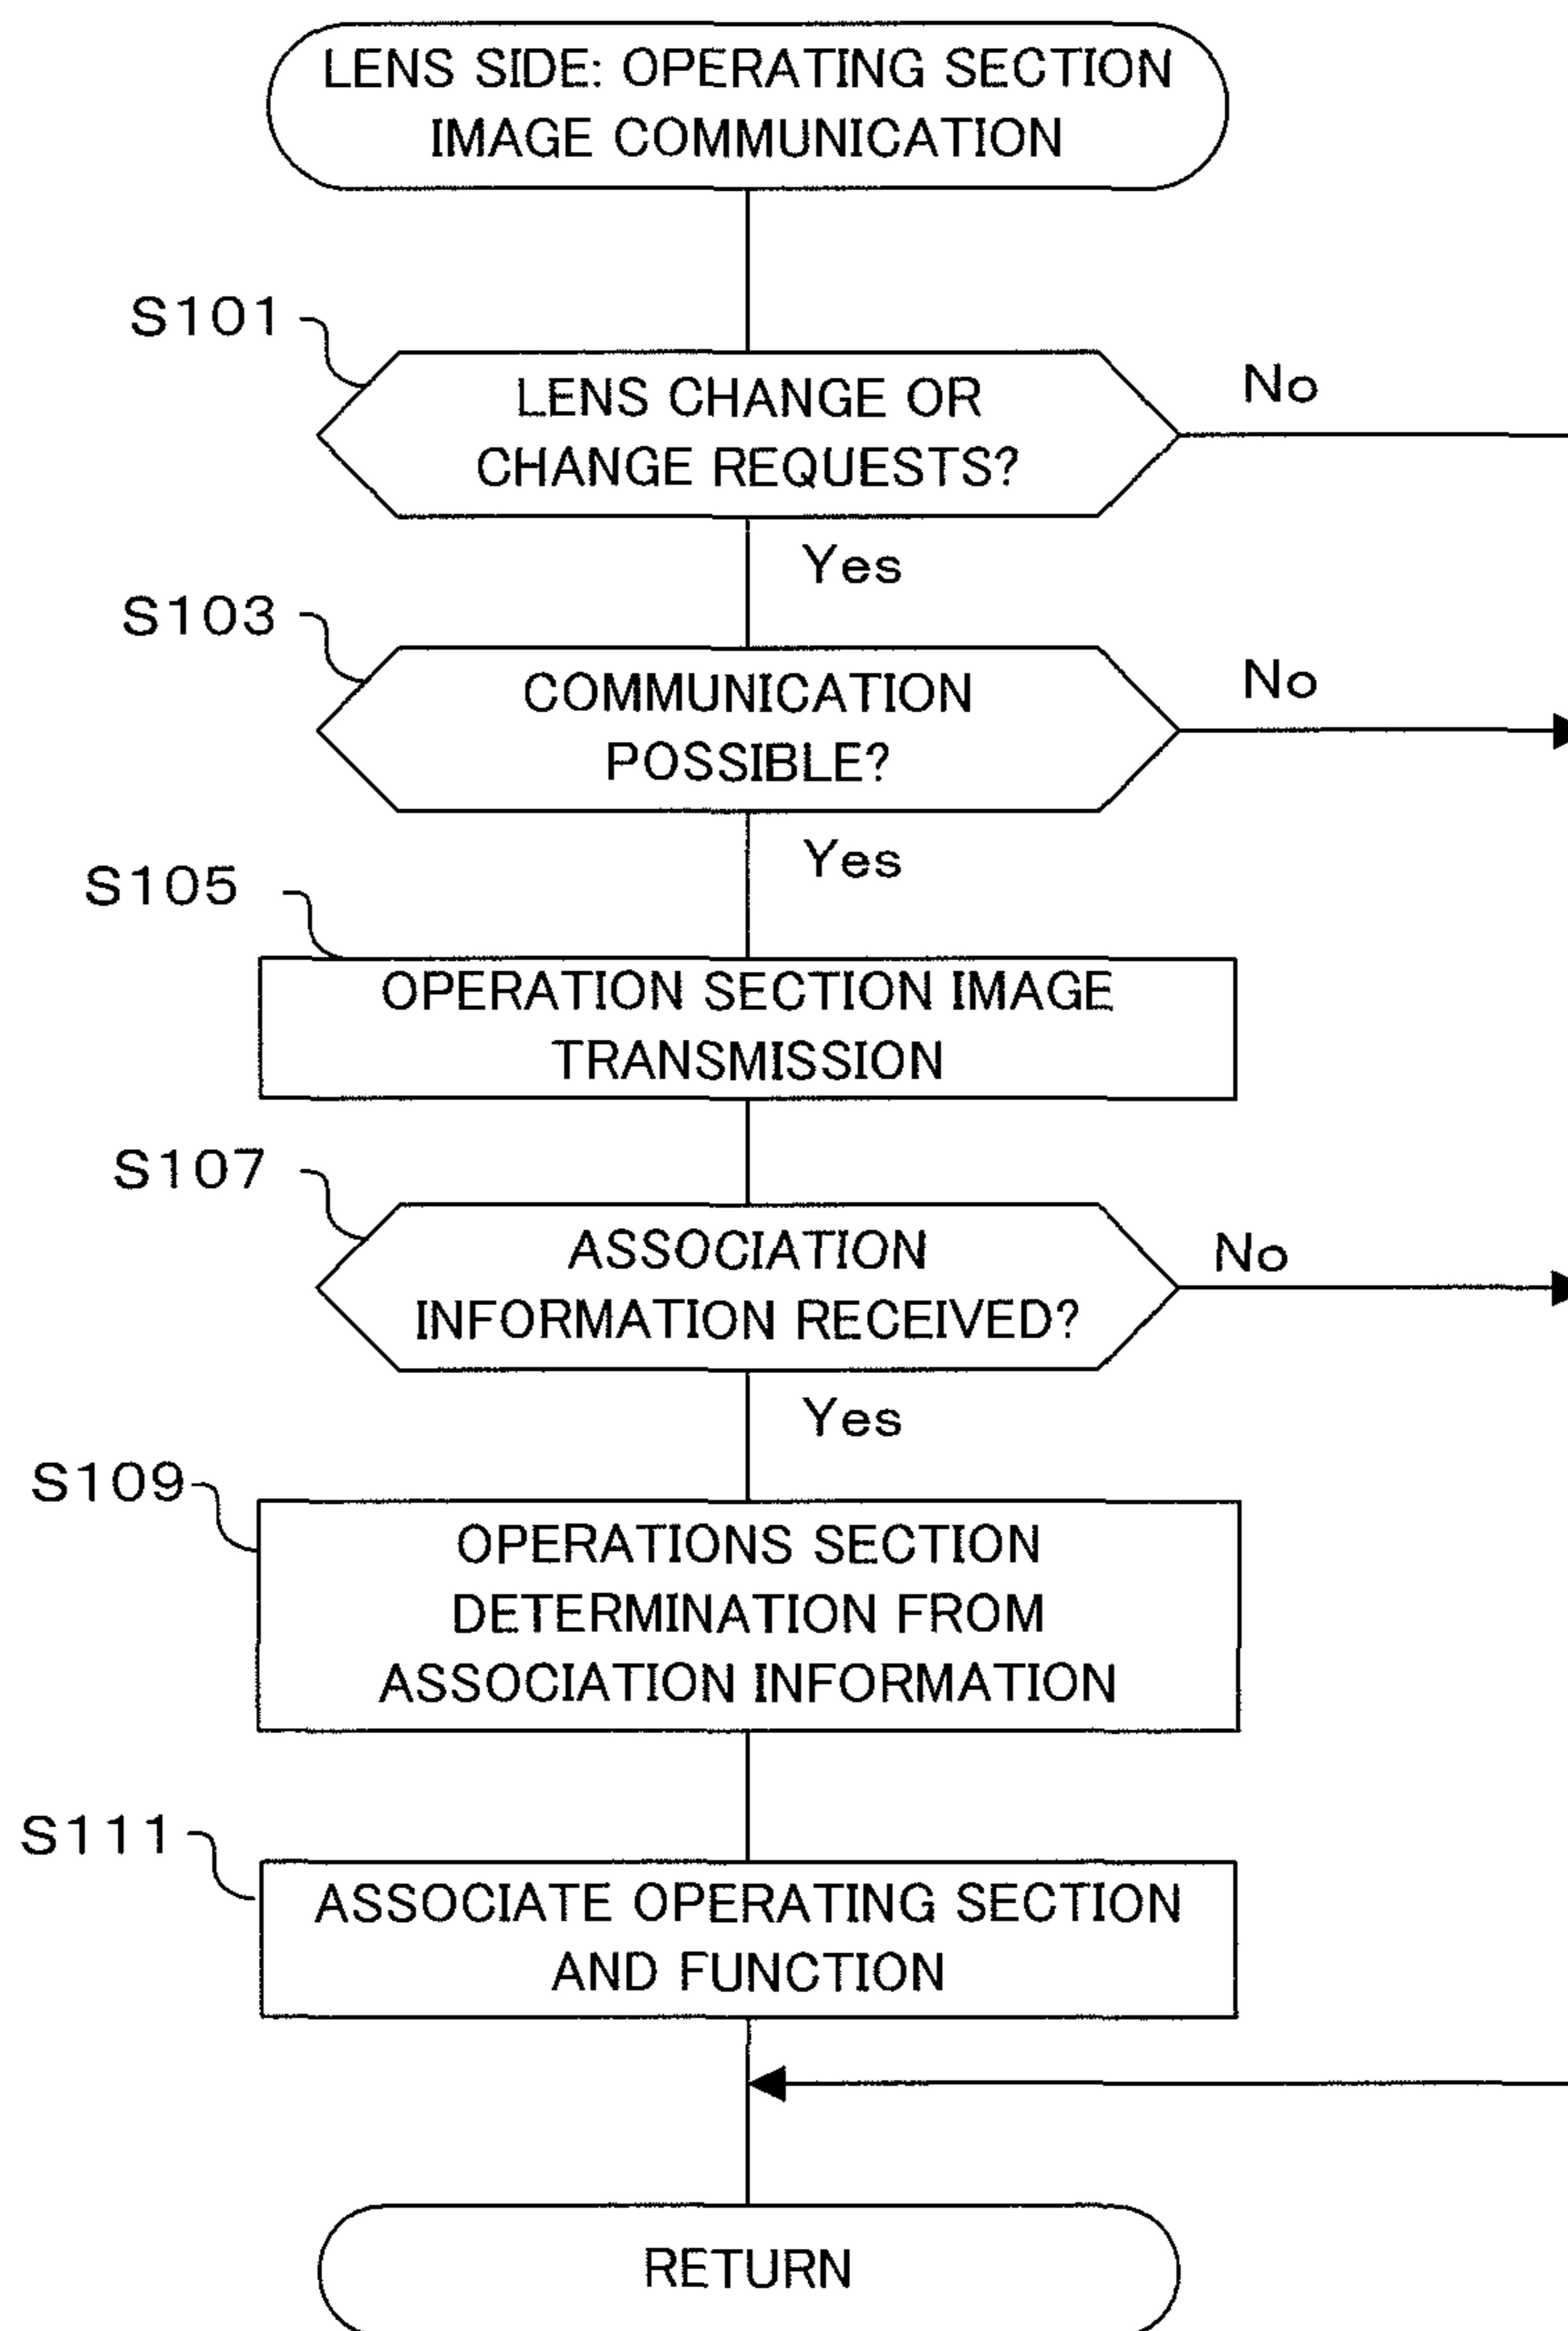 LENS SIDE: OPERATING SECTION
IMAGE COMMUNICATION
S101
LENS CHANGE OR
CHANGE REQUESTS?
No
Yes
S103
COMMUNICATION
POSSIBLE?
No
Yes
S105
OPERATION SECTION IMAGE
TRANSMISSION
S107
ASSOCIATION
INFORMATION RECEIVED?
No
Yes
S109
OPERATIONS SECTION
DETERMINATION FROM
ASSOCIATION INFORMATION
S111
ASSOCIATE OPERATING SECTION
AND FUNCTION
RETURN